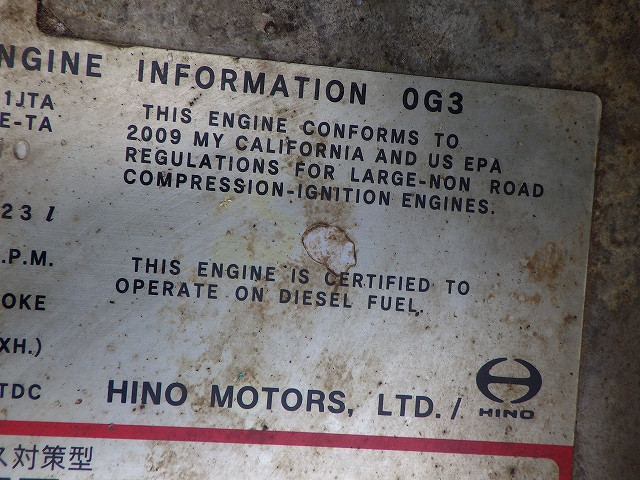 NGINE INFORMATION 0G3
1JTA
E-TA
THIS ENGINE CONFORMS TO
2009 MY CALIFORNIA AND US EPA
REGULATIONS FOR LARGE-NON ROAD
COMPRESSION-IGNITION ENGINES.
23 l
.P.M.
THIS ENGINE IS CERTIFIED TO
OPERATE ON DIESEL FUEL.
OKE
XH.)
TDC
HINO MOTORS, LTD. /
HINO
ス対策型